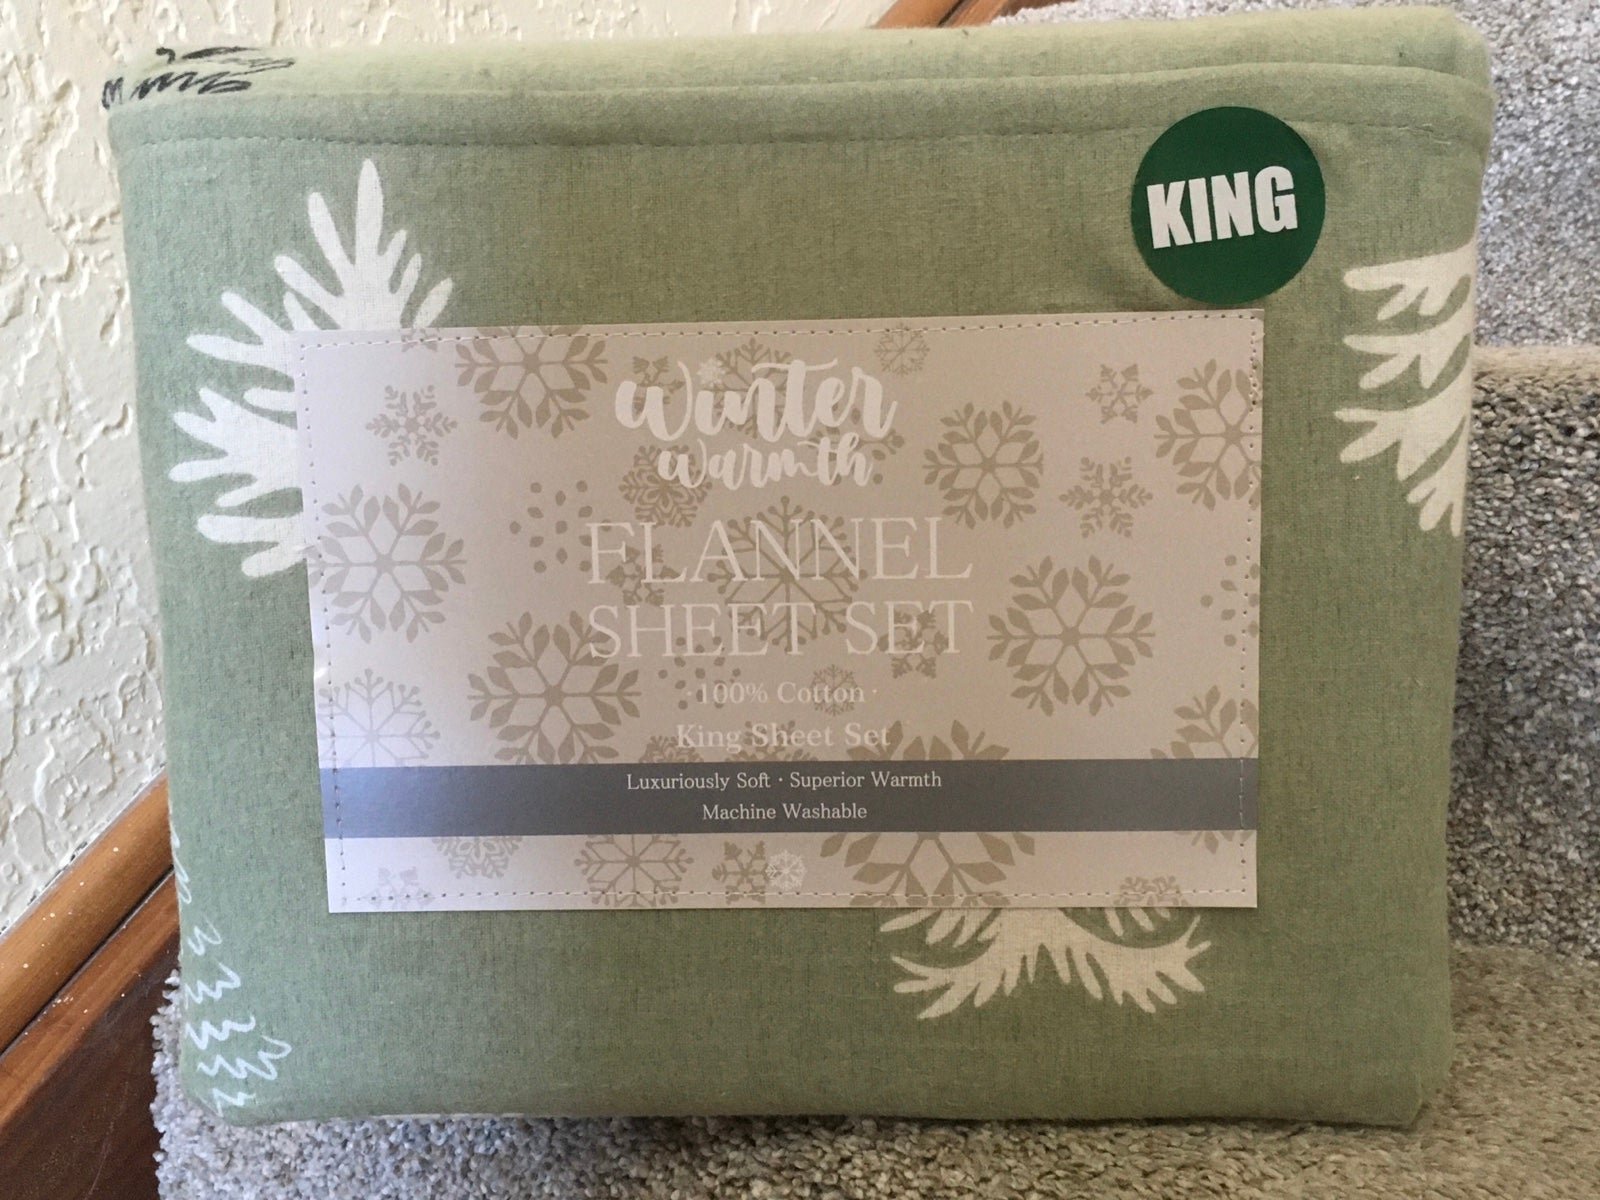 KING
Winter
Warmth
FLANNEL
SHEET SET
· 100% Cotton ·
King Sheet Set
Luxuriously Soft · Superior Warmth
Machine Washable